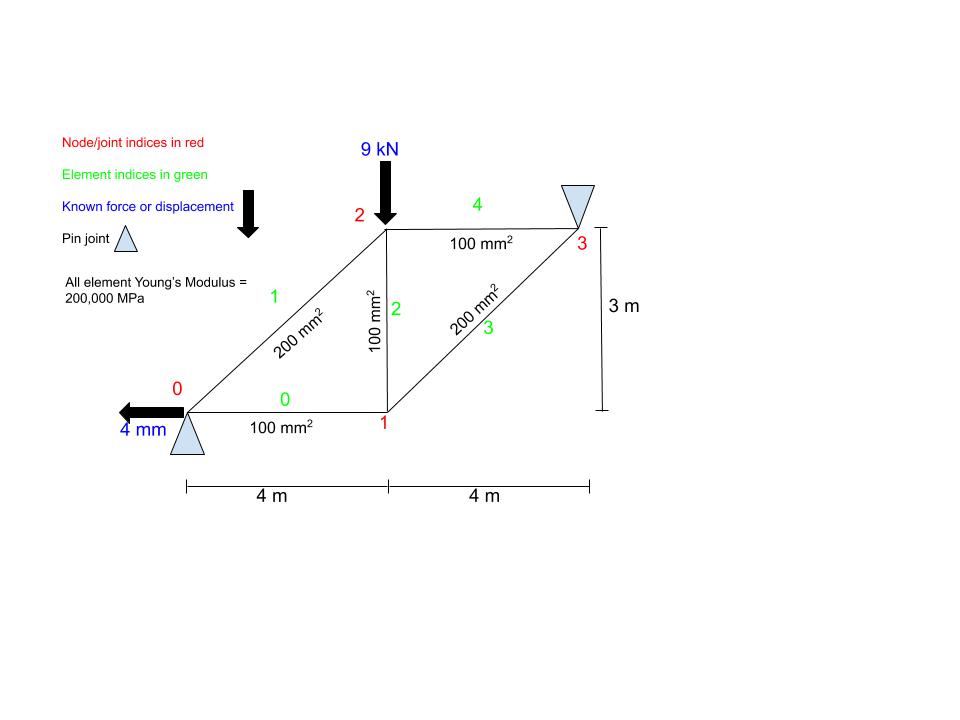 Node/joint indices in red
Element indices in green
Known force or displacement
Pin joint
All element Young's Modulus =
200,000 MPa
9 kN
2
4
100 mm²
3
1
200 mm²
100 mm²
2
200 mm²
3
3 m
0
0
4 mm
100 mm²
1
4 m
4 m